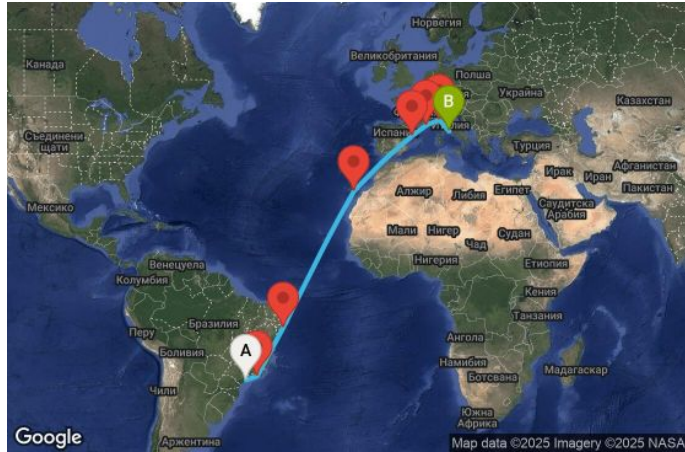 Норвегия
Канада
Великобритания
Полша
Украйна
Казахстан
Съединени
щати
B
Испани
Италия
Турция
Афганистан
Ирак
Иран
Пакистан
Алжир
Либия
Египет
Саудитска
Арабия
Мексико
Мали
Нигер
Чад
Судан
Венецуела
Нигерия
Етиопия
Колумбия
Кения
Перу
Бразилия
Танзания
A
Боливия
Ангола
Намибия
Ботсвана
Мадагаскар
Чили
Южна
Африка
Аржентина
Google
Map data ©2025 Imagery ©2025 NASA